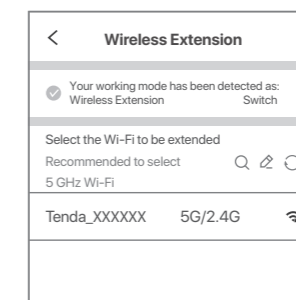 Wireless Extension
Your working mode has been detected as:
Wireless Extension Switch
Select the Wi-Fi to be extended
Recommended to select
5 GHz Wi-Fi
Tenda_XXXXXX 5G/2.4G